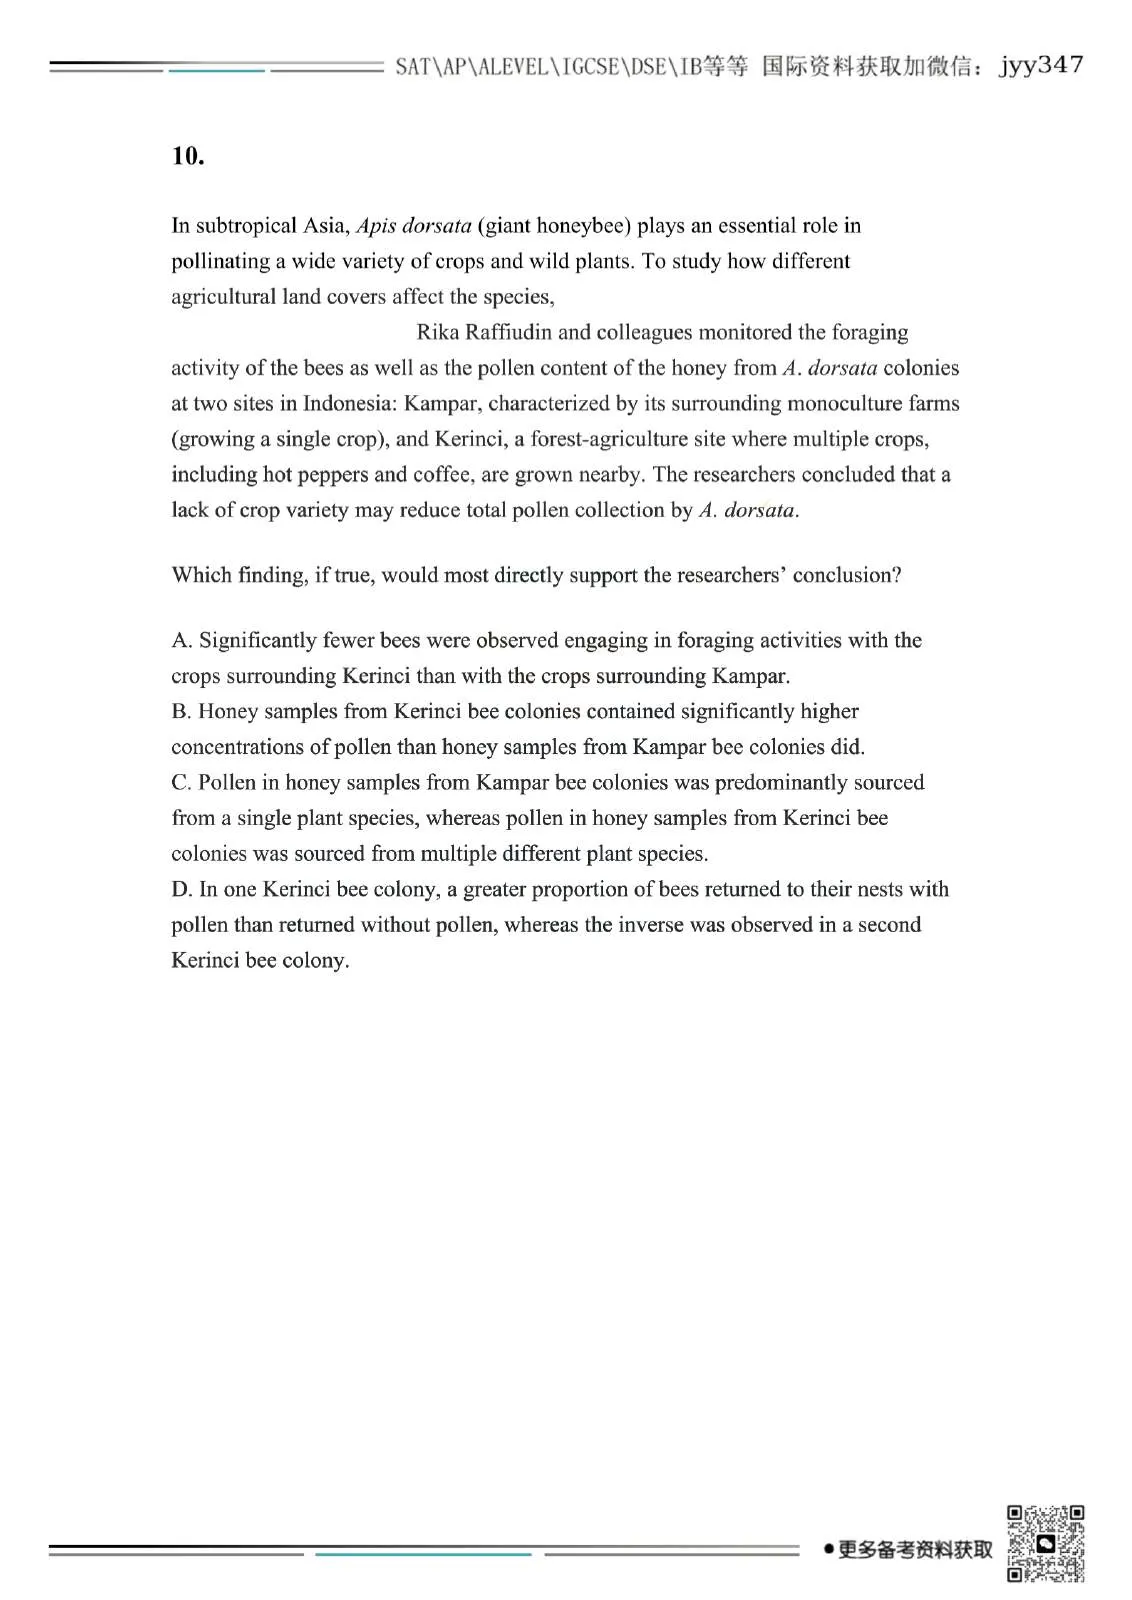 SAT\AP\ALEVEL\IGCSE\DSE\IB等等 国际资料获取加微信：jyy347
10.
In subtropical Asia, Apis dorsata (giant honeybee) plays an essential role in
pollinating a wide variety of crops and wild plants. To study how different
agricultural land covers affect the species,
Rika Raffiudin and colleagues monitored the foraging
activity of the bees as well as the pollen content of the honey from A. dorsata colonies
at two sites in Indonesia: Kampar, characterized by its surrounding monoculture farms
(growing a single crop), and Kerinci, a forest-agriculture site where multiple crops,
including hot peppers and coffee, are grown nearby. The researchers concluded that a
lack of crop variety may reduce total pollen collection by A. dorsata.
Which finding, if true, would most directly support the researchers’ conclusion?
A. Significantly fewer bees were observed engaging in foraging activities with the
crops surrounding Kerinci than with the crops surrounding Kampar.
B. Honey samples from Kerinci bee colonies contained significantly higher
concentrations of pollen than honey samples from Kampar bee colonies did.
C. Pollen in honey samples from Kampar bee colonies was predominantly sourced
from a single plant species, whereas pollen in honey samples from Kerinci bee
colonies was sourced from multiple different plant species.
D. In one Kerinci bee colony, a greater proportion of bees returned to their nests with
pollen than returned without pollen, whereas the inverse was observed in a second
Kerinci bee colony.
●更多备考资料获取